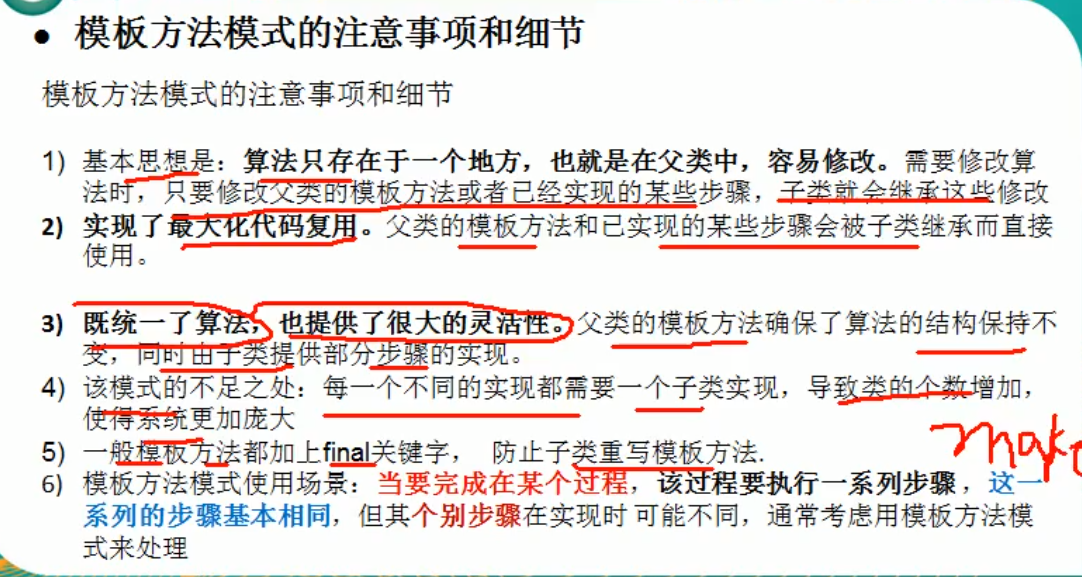 ● 模板方法模式的注意事项和细节
模板方法模式的注意事项和细节
1) 基本思想是：算法只存在于一个地方，也就是在父类中，容易修改。需要修改算
法时，只要修改父类的模板方法或者已经实现的某些步骤，子类就会继承这些修改
2) 实现了最大化代码复用。父类的模板方法和已实现的某些步骤会被子类继承而直接
使用。
3) 既统一了算法，也提供了很大的灵活性。父类的模板方法确保了算法的结构保持不
变，同时由子类提供部分步骤的实现。
4) 该模式的不足之处：每一个不同的实现都需要一个子类实现，导致类的个数增加，
使得系统更加庞大
5) 一般模板方法都加上final关键字， 防止子类重写模板方法.
make
6) 模板方法模式使用场景：当要完成在某个过程，该过程要执行一系列步骤 ，这一
系列的步骤基本相同，但其个别步骤在实现时 可能不同，通常考虑用模板方法模
式来处理